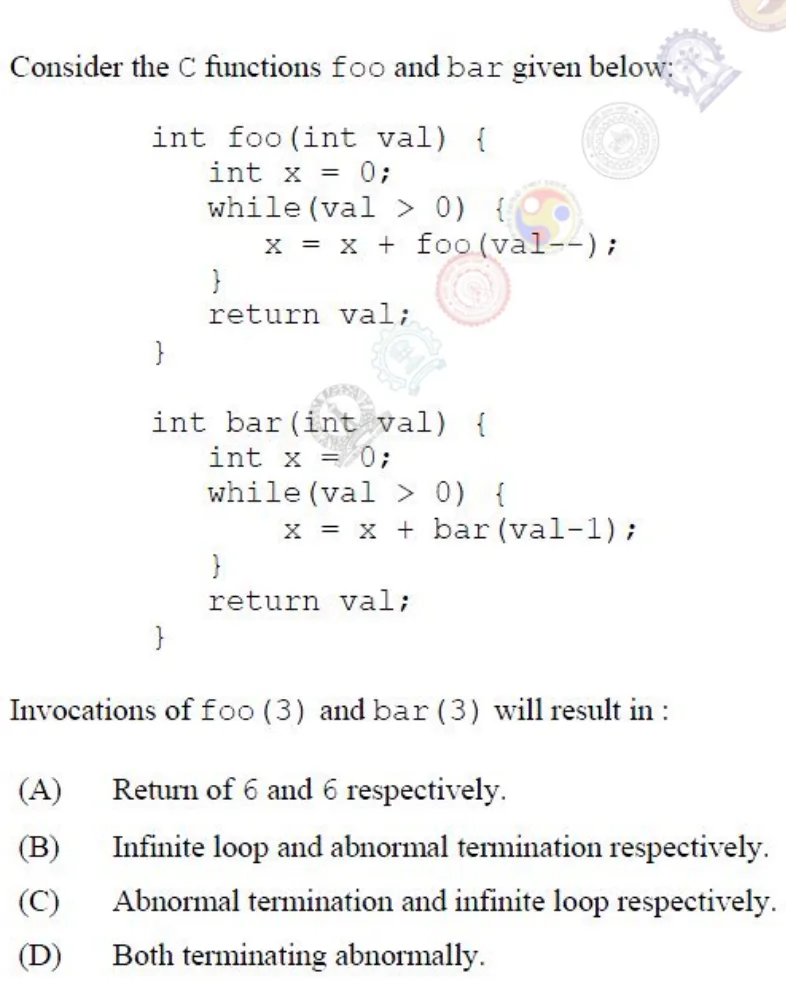 Consider the C functions foo and bar given below:
int foo(int val) {
int x = 0;
while(val > 0) {
x = x + foo(val--);
}
return val;
}
int bar(int val) {
int x = 0;
while(val > 0) {
x = x + bar(val-1);
}
return val;
}
Invocations of foo(3) and bar(3) will result in :
(A) Return of 6 and 6 respectively.
(B) Infinite loop and abnormal termination respectively.
(C) Abnormal termination and infinite loop respectively.
(D) Both terminating abnormally.